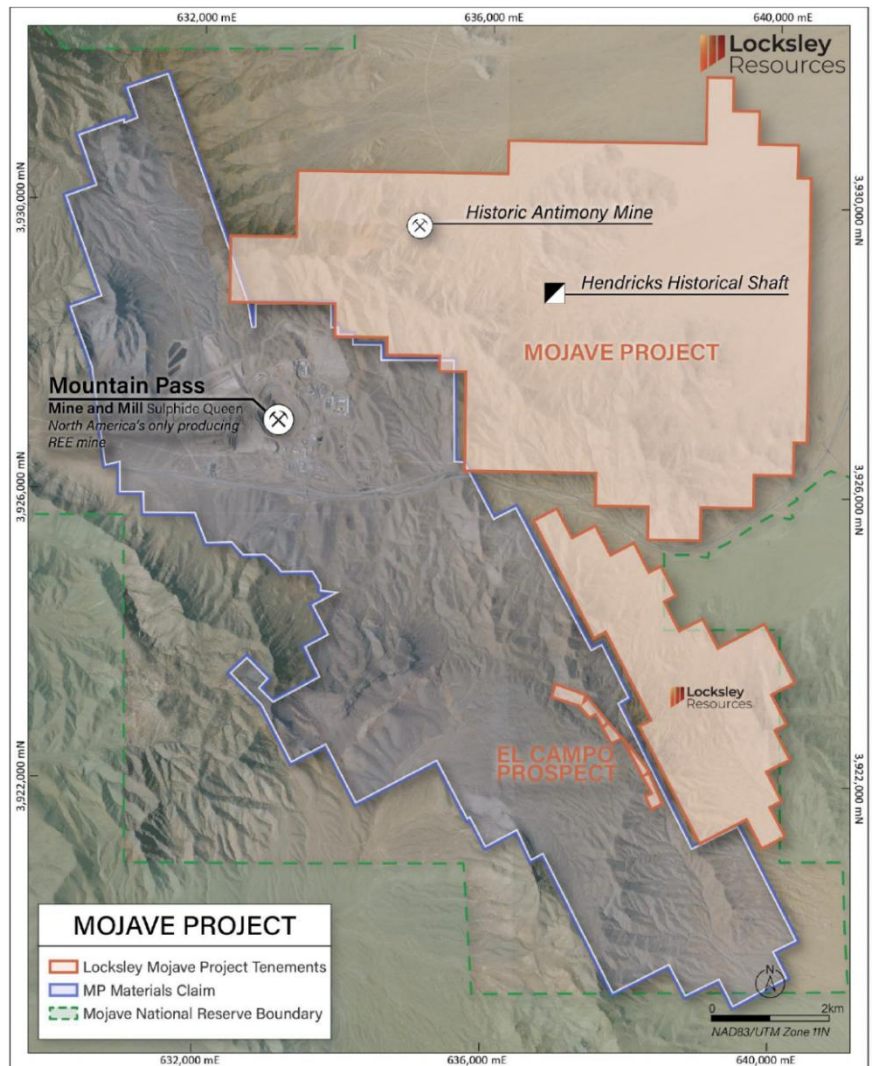 632,000 mE
636,000 mE
640,000 mE
Locksley
Resources
3,930,000 mN
3,930,000 mN
Historic Antimony Mine
Hendricks Historical Shaft
MOJAVE PROJECT
Mountain Pass
Mine and Mill Sulphide Queen
North America's only producing
REE mine
3,926,000 mN
3,926,000 mN
Locksley
Resources
EL CAMPO
PROSPECT
3,922,000 mN
3,922,000 mN
MOJAVE PROJECT
Locksley Mojave Project Tenements
MP Materials Claim
Mojave National Reserve Boundary
N
0 2km
NAD83/UTM Zone 11N
632,000 mE
636,000 mE
640,000 mE